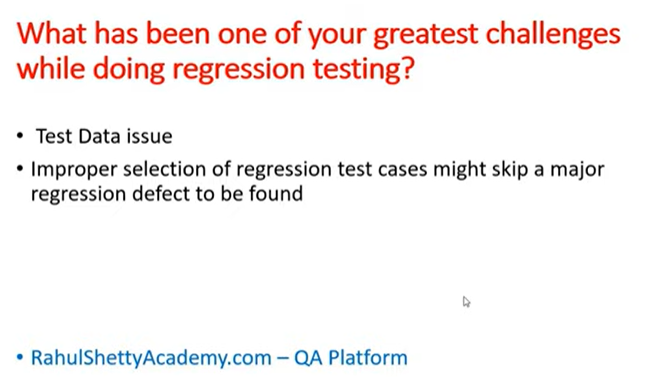 What has been one of your greatest challenges
while doing regression testing?
• Test Data issue
• Improper selection of regression test cases might skip a major
regression defect to be found
• RahulShettyAcademy.com – QA Platform